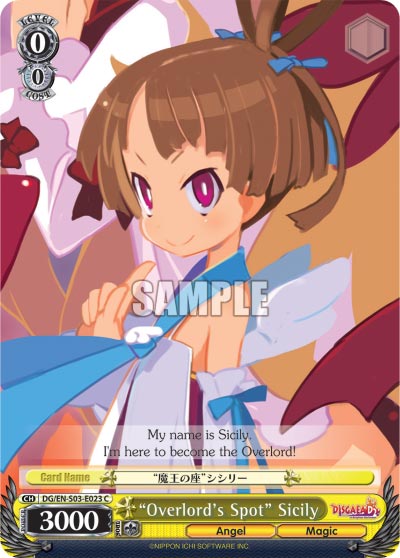 LEVEL
0
0
COST
SAMPLE
My name is Sicily.
I'm here to become the Overlord!
Card Name
“魔王の座”シシリー
CH DG/EN-S03-E023 C
“Overlord's Spot” Sicily
POWER
3000
SOUL
DISGAEA D2
Angel
Magic
©NIPPON ICHI SOFTWARE INC.